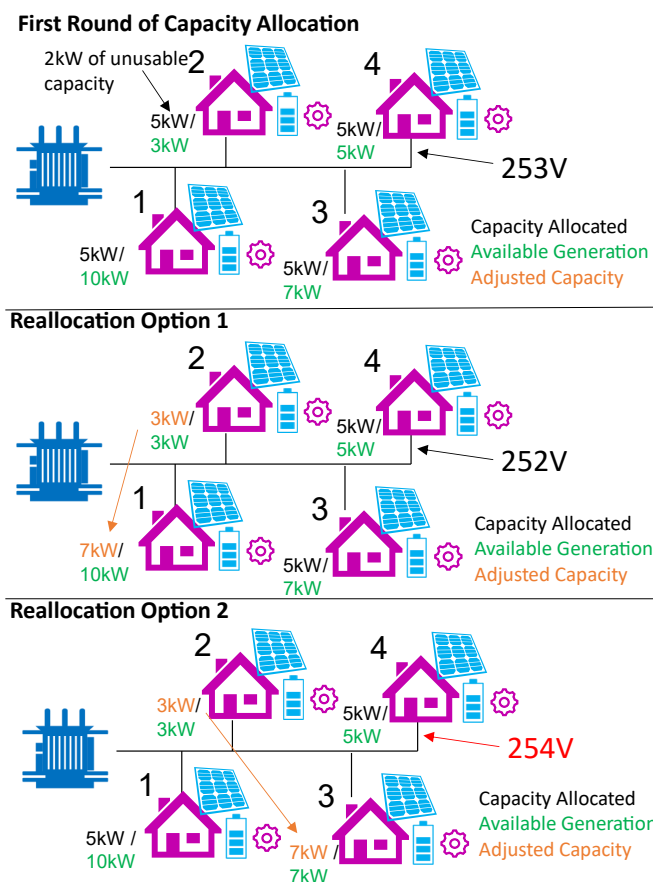 First Round of Capacity Allocation
2kW of unusable
capacity
2
4
5kW/
3kW
5kW/
5kW
253V
1
3
5kW/
10kW
5kW/
7kW
Capacity Allocated
Available Generation
Adjusted Capacity
Reallocation Option 1
2
4
3kW/
3kW
5kW/
5kW
252V
1
3
7kW/
10kW
5kW/
7kW
Capacity Allocated
Available Generation
Adjusted Capacity
Reallocation Option 2
2
4
3kW/
3kW
5kW/
5kW
254V
1
3
5kW /
10kW
7kW /
7kW
Capacity Allocated
Available Generation
Adjusted Capacity